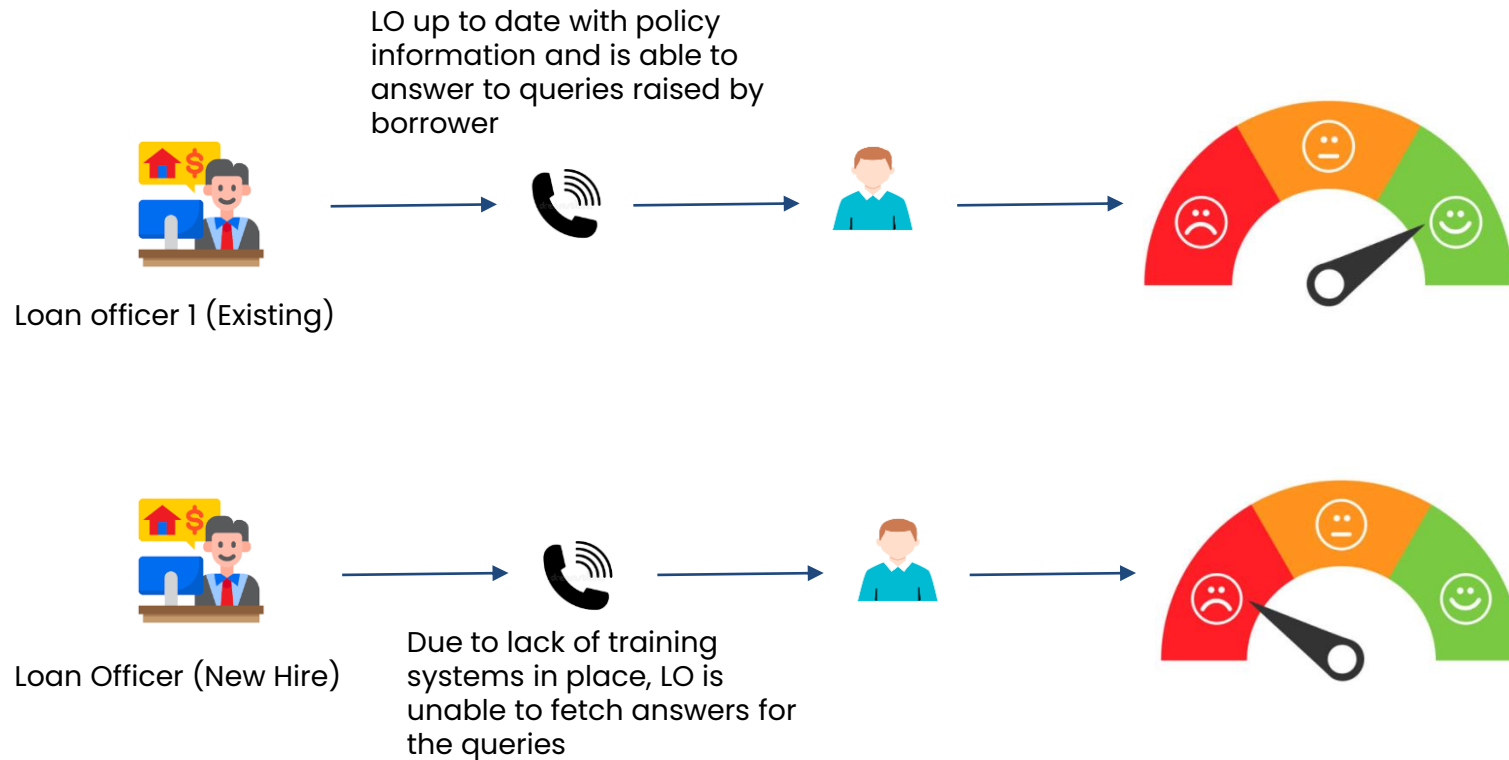 LO up to date with policy
information and is able to
answer to queries raised by
borrower
$
Loan officer 1 (Existing)
$
Loan Officer (New Hire)
Due to lack of training
systems in place, LO is
unable to fetch answers for
the queries